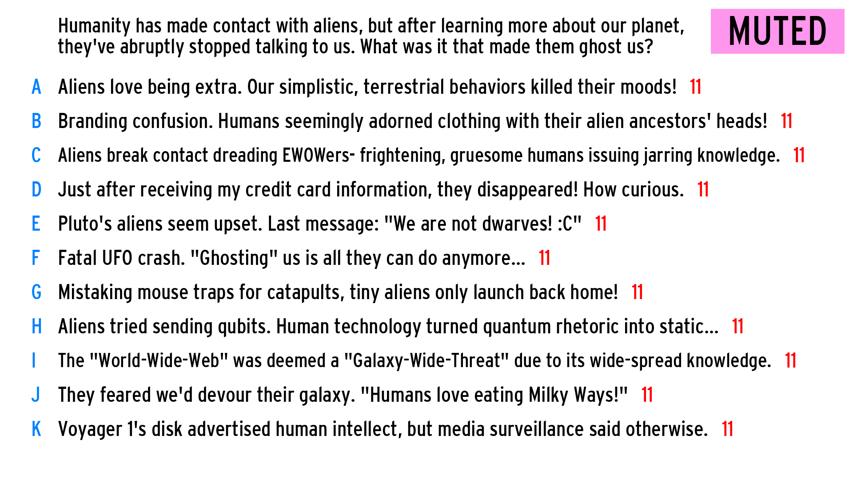 Humanity has made contact with aliens, but after learning more about our planet,
they've abruptly stopped talking to us. What was it that made them ghost us?
MUTED
A Aliens love being extra. Our simplistic, terrestrial behaviors killed their moods! 11
B Branding confusion. Humans seemingly adorned clothing with their alien ancestors' heads! 11
C Aliens break contact dreading EWOWers- frightening, gruesome humans issuing jarring knowledge. 11
D Just after receiving my credit card information, they disappeared! How curious. 11
E Pluto's aliens seem upset. Last message: "We are not dwarves! :C" 11
F Fatal UFO crash. "Ghosting" us is all they can do anymore... 11
G Mistaking mouse traps for catapults, tiny aliens only launch back home! 11
H Aliens tried sending qubits. Human technology turned quantum rhetoric into static... 11
I The "World-Wide-Web" was deemed a "Galaxy-Wide-Threat" due to its wide-spread knowledge. 11
J They feared we'd devour their galaxy. "Humans love eating Milky Ways!" 11
K Voyager 1's disk advertised human intellect, but media surveillance said otherwise. 11